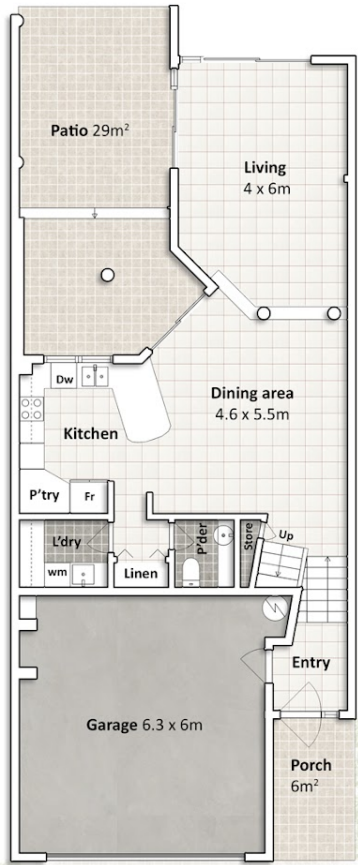 Patio 29m²
Living
4 x 6m
Dining area
4.6 x 5.5m
Dw
Kitchen
P'try
Fr
L'dry
wm
Linen
P'der
Store
Up
Entry
Garage 6.3 x 6m
Porch
6m²